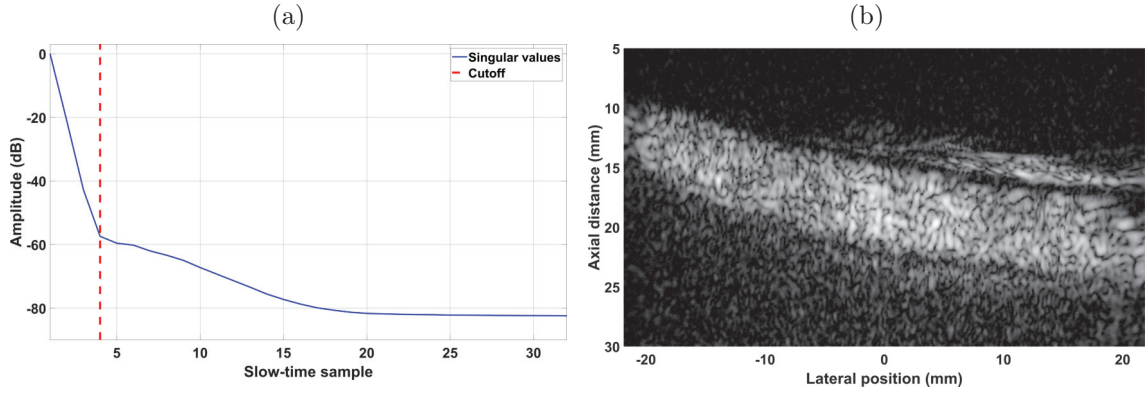 (a)
(b)
Singular values
Cutoff
Amplitude (dB)
0
-20
-40
-60
-80
5
10
15
20
25
30
Slow-time sample
Axial distance (mm)
5
10
15
20
25
30
-20
-10
0
10
20
Lateral position (mm)